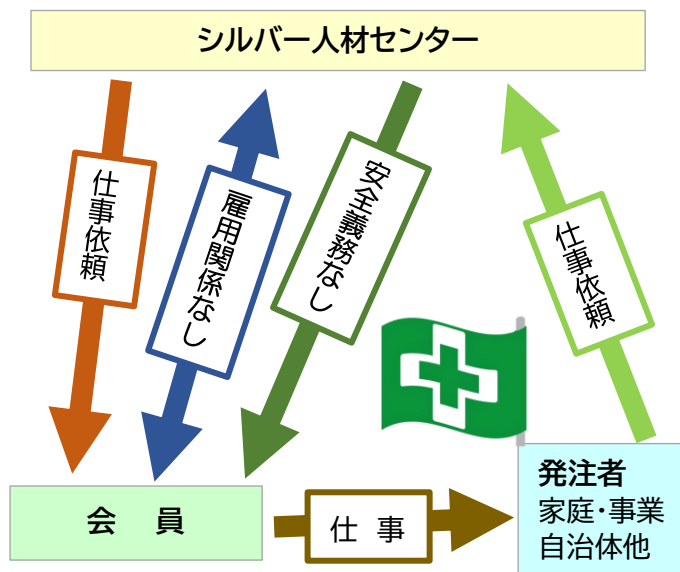 シルバー人材センター
仕事依頼
雇用関係なし
安全義務なし
仕事依頼
会　員
仕 事
発注者
家庭・事業
自治体他